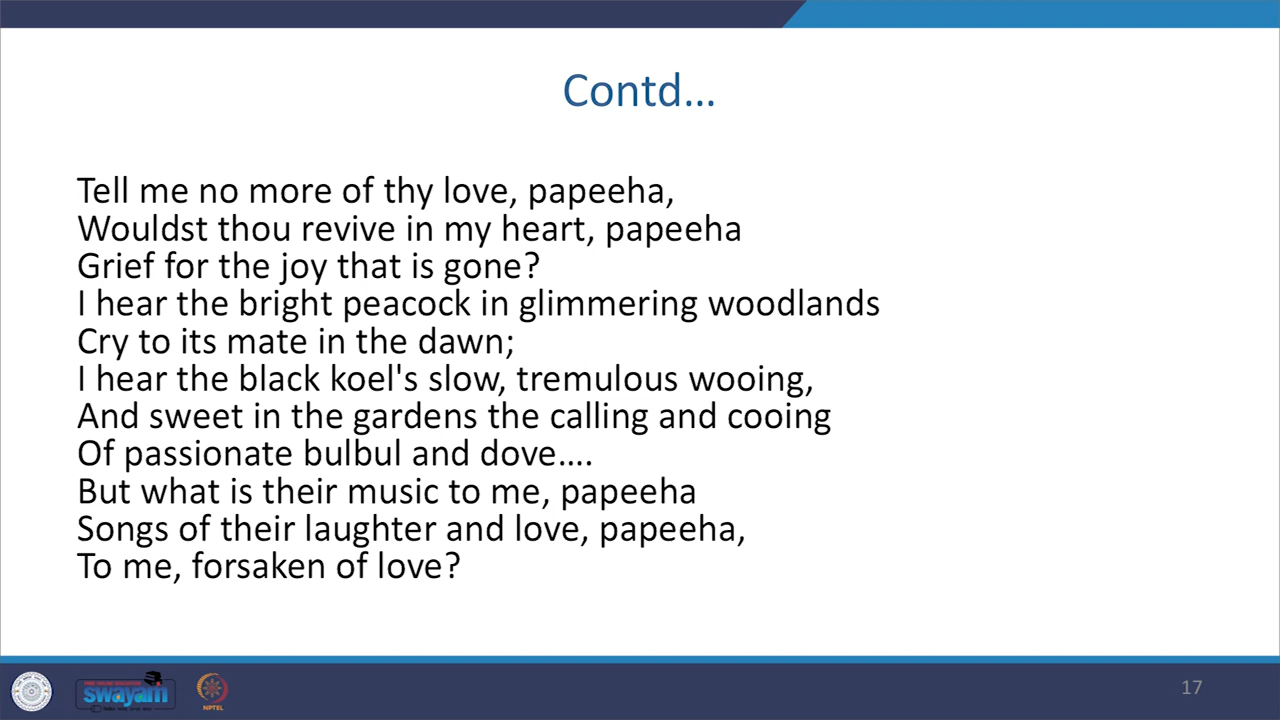 Contd...
Tell me no more of thy love, papeeha,
Wouldst thou revive in my heart, papeeha
Grief for the joy that is gone?
I hear the bright peacock in glimmering woodlands
Cry to its mate in the dawn;
I hear the black koel's slow, tremulous wooing,
And sweet in the gardens the calling and cooing
Of passionate bulbul and dove....
But what is their music to me, papeeha
Songs of their laughter and love, papeeha,
To me, forsaken of love?
swayam
NPTEL
17